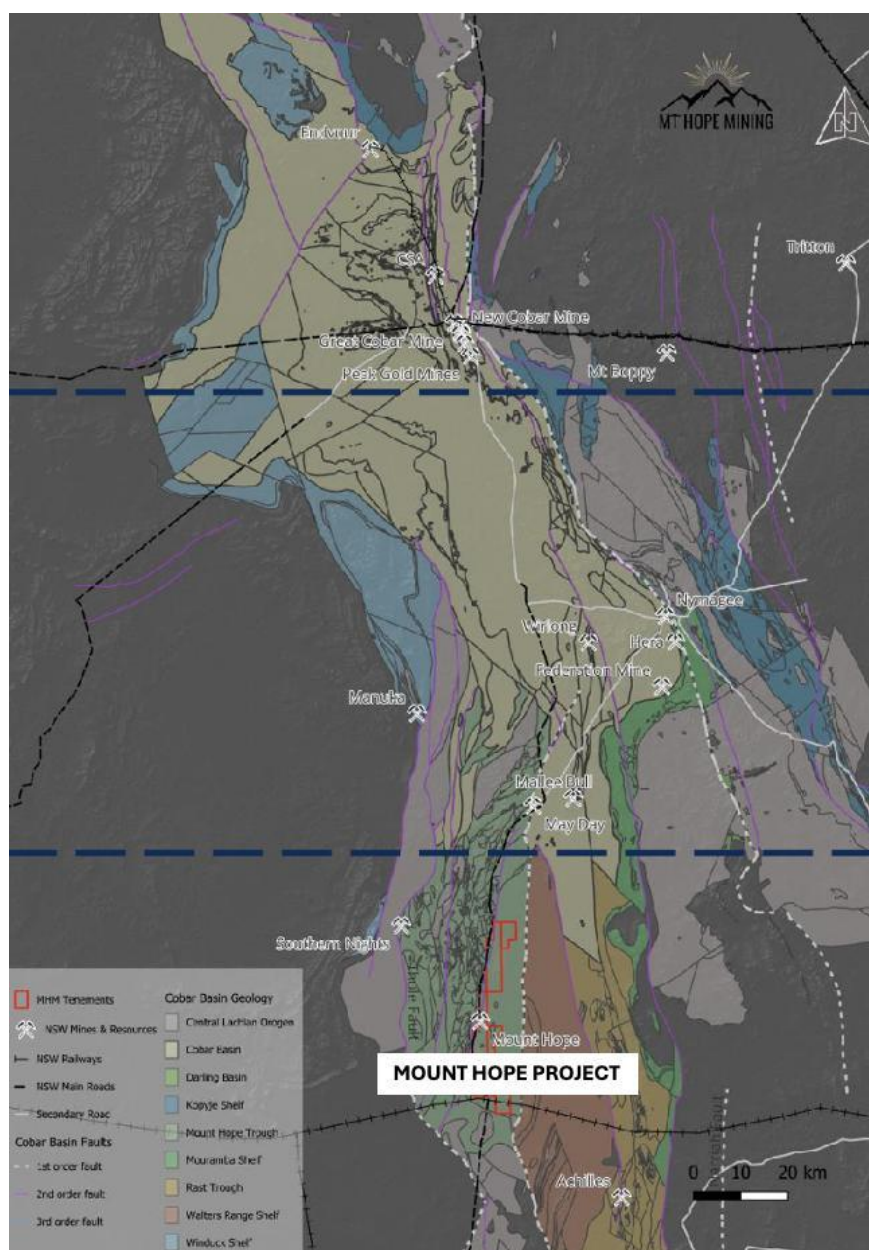 MT HOPE MINING
N
Endvour
Tritton
CSA
New Cobar Mine
Great Cobar Mine
Mt Boppy
Peak Gold Mines
Nymagee
Wirlong
Hera
Federation Mine
Manuka
Mallee Bull
May Day
Southern Nights
Thule Fault
Mount Hope
MOUNT HOPE PROJECT
Achilles
0 10 20 km
MHM Tenements
NSW Mines & Resources
NSW Railways
NSW Main Roads
Secondary Road
Cobar Basin Faults
1st order fault
2nd order fault
3rd order fault
Cobar Basin Geology
Central Lachlan Orogen
Cobar Basin
Darling Basin
Kopyje Shelf
Mount Hope Trough
Mouramba Shelf
Rast Trough
Walters Range Shelf
Winduck Shelf